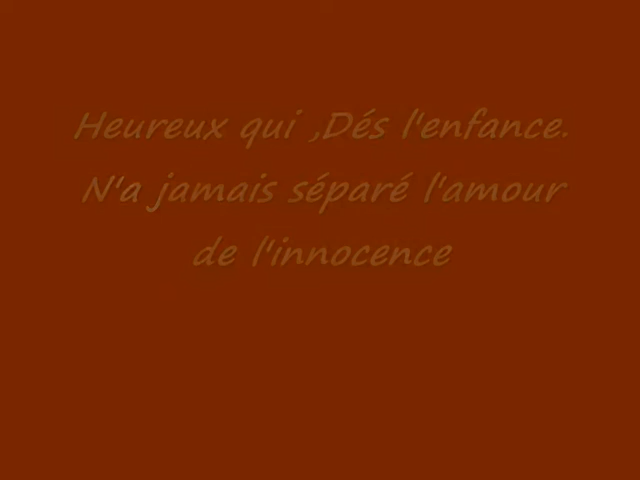 Heureux qui ,Dés l'enfance.
N'a jamais séparé l'amour
de l'innocence